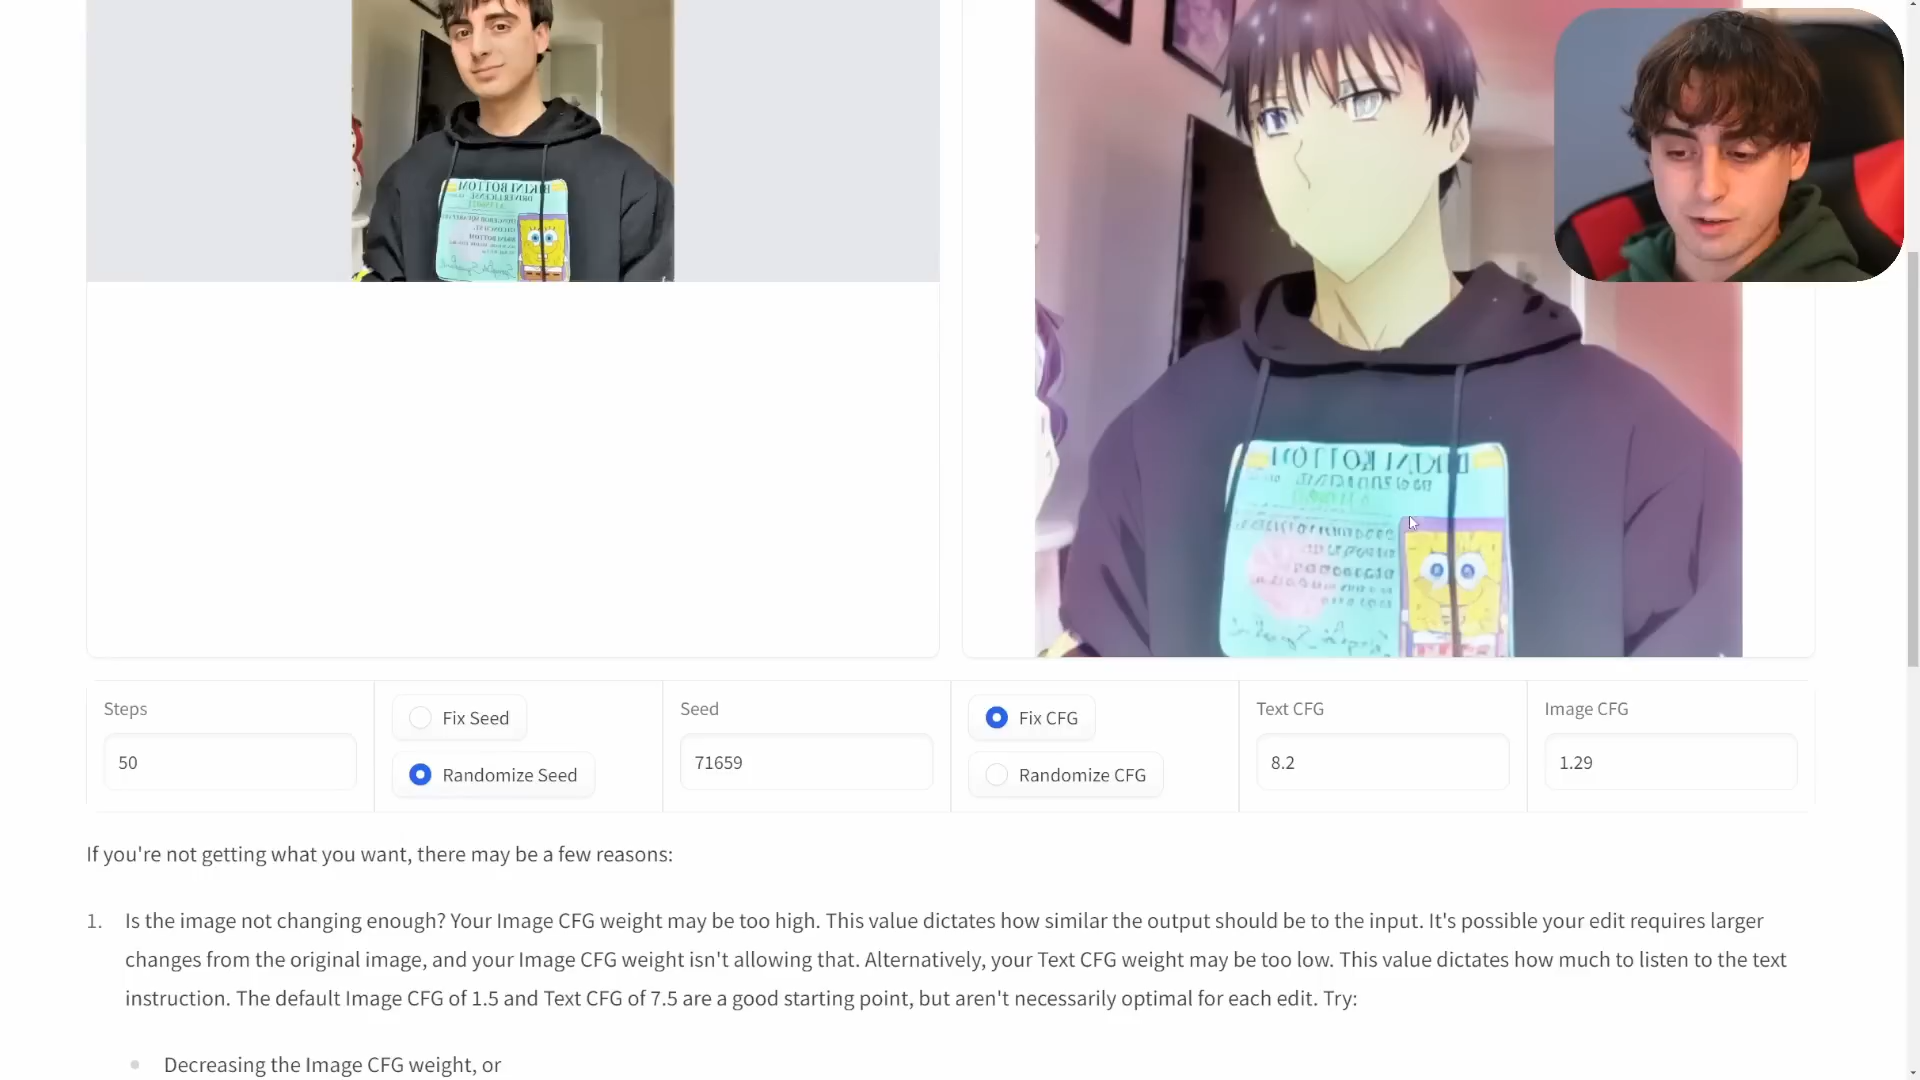 BIKINI BOTTOM
DRIVER LICENSE
Steps
Fix Seed
Seed
Fix CFG
Text CFG
Image CFG
50
Randomize Seed
71659
Randomize CFG
8.2
1.29
If you're not getting what you want, there may be a few reasons:
1. Is the image not changing enough? Your Image CFG weight may be too high. This value dictates how similar the output should be to the input. It's possible your edit requires larger
changes from the original image, and your Image CFG weight isn't allowing that. Alternatively, your Text CFG weight may be too low. This value dictates how much to listen to the text
instruction. The default Image CFG of 1.5 and Text CFG of 7.5 are a good starting point, but aren't necessarily optimal for each edit. Try:
Decreasing the Image CFG weight, or